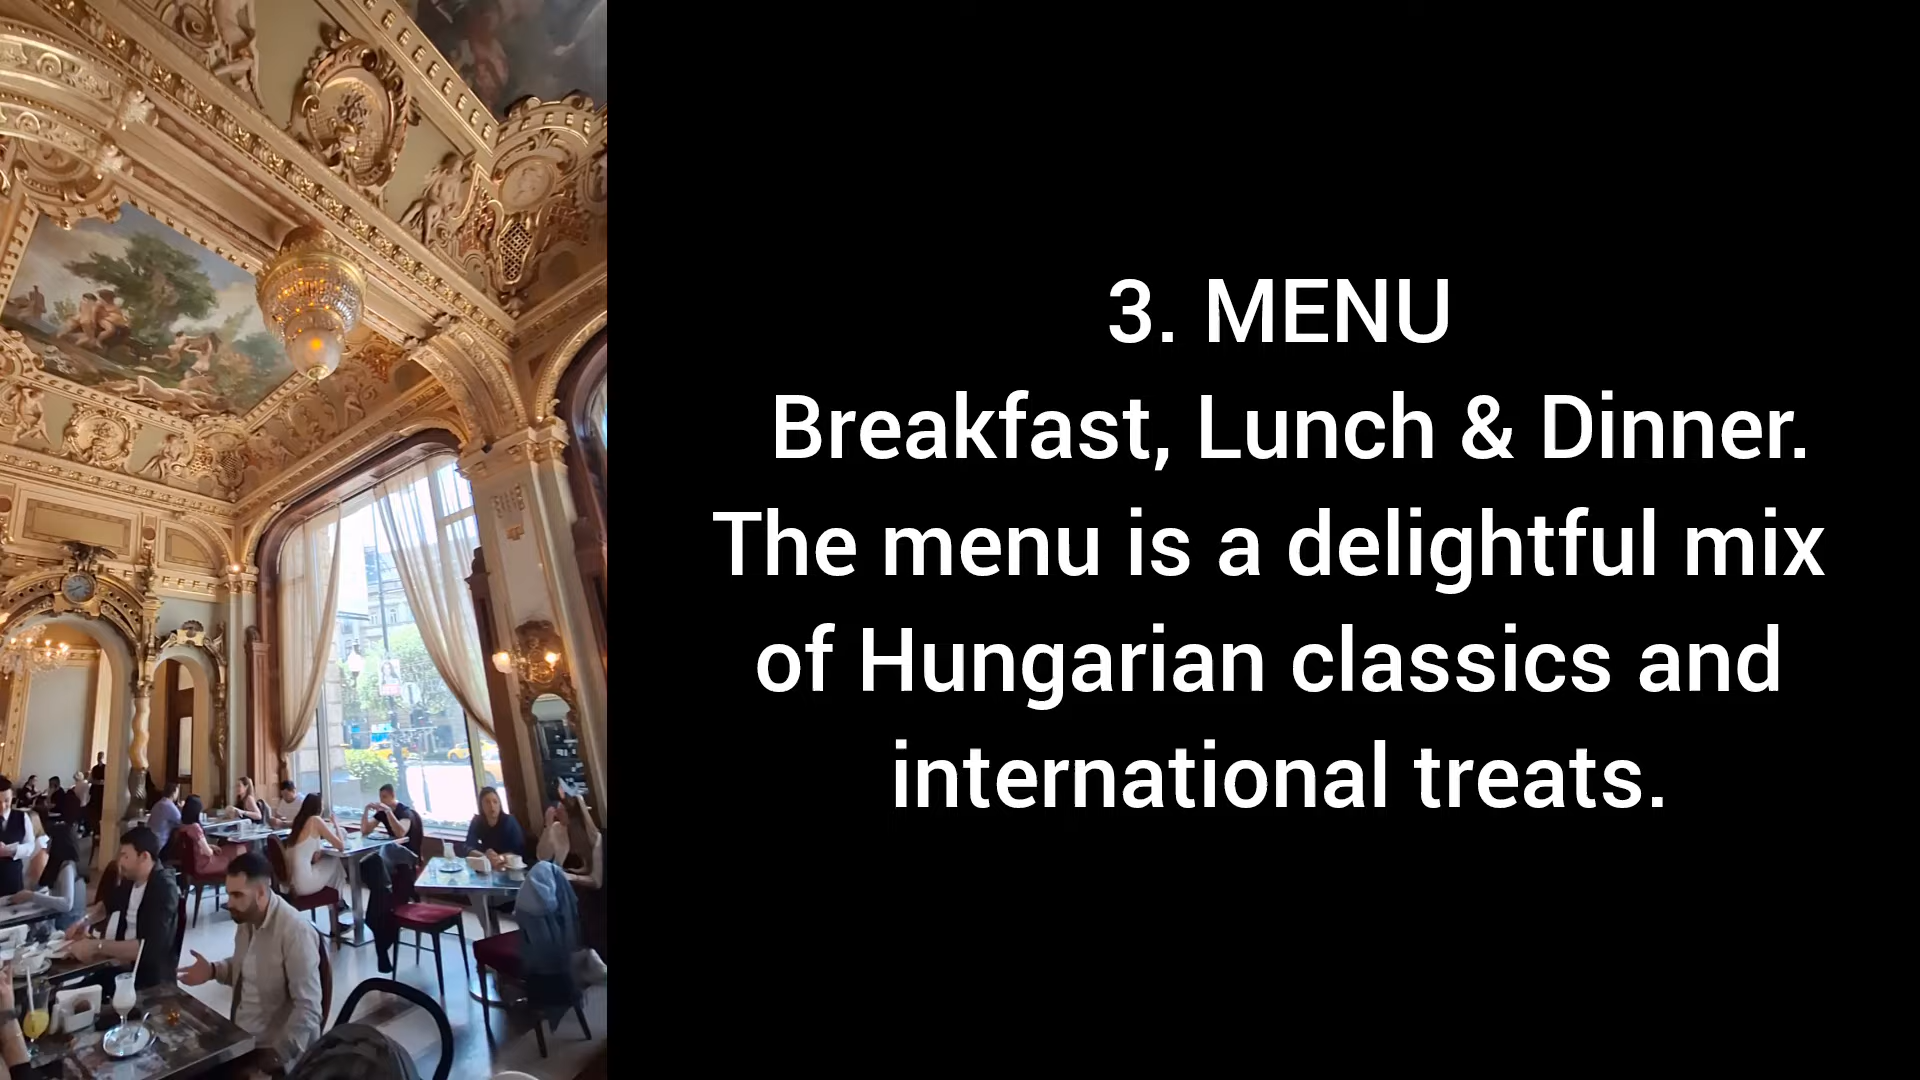 3. MENU
Breakfast, Lunch & Dinner.
The menu is a delightful mix
of Hungarian classics and
international treats.